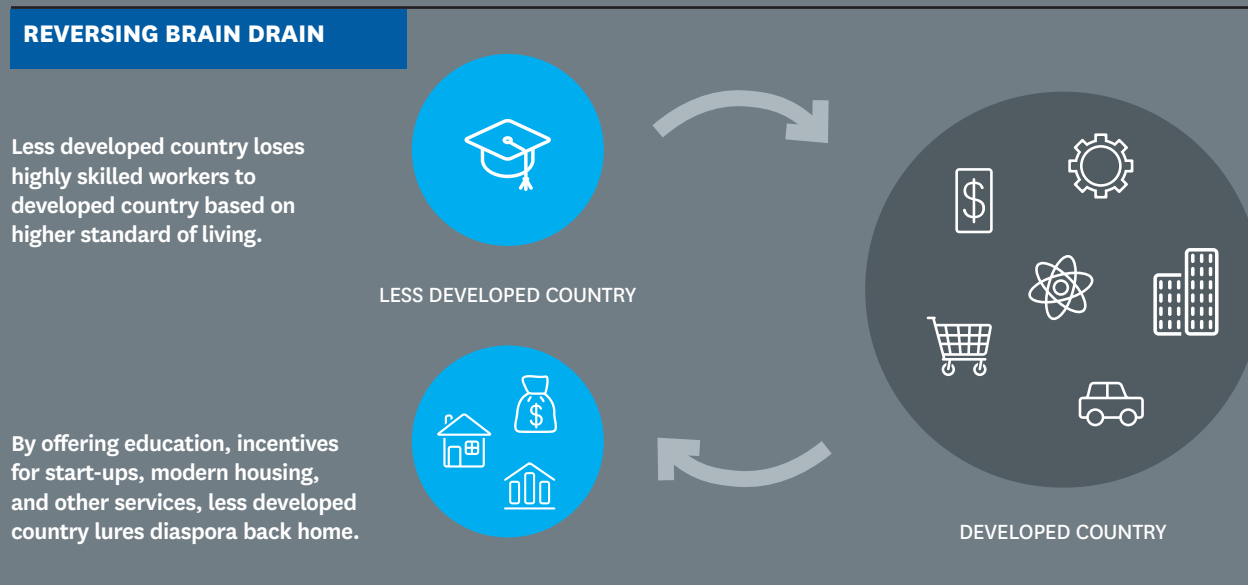 REVERSING BRAIN DRAIN
Less developed country loses
highly skilled workers to
developed country based on
higher standard of living.
LESS DEVELOPED COUNTRY
$
$
By offering education, incentives
for start-ups, modern housing,
and other services, less developed
country lures diaspora back home.
DEVELOPED COUNTRY